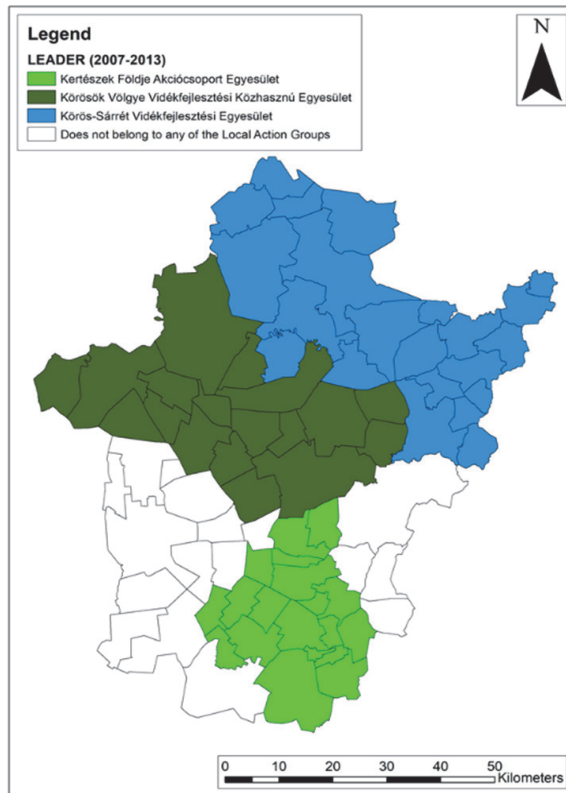 Legend
N
LEADER (2007-2013)
Kertészek Földje Akciócsoport Egyesület
Körösök Völgye Vidékfejlesztési Közhasznú Egyesület
Körös-Sárrét Vidékfejlesztési Egyesület
Does not belong to any of the Local Action Groups
0 10 20 30 40 50
Kilometers